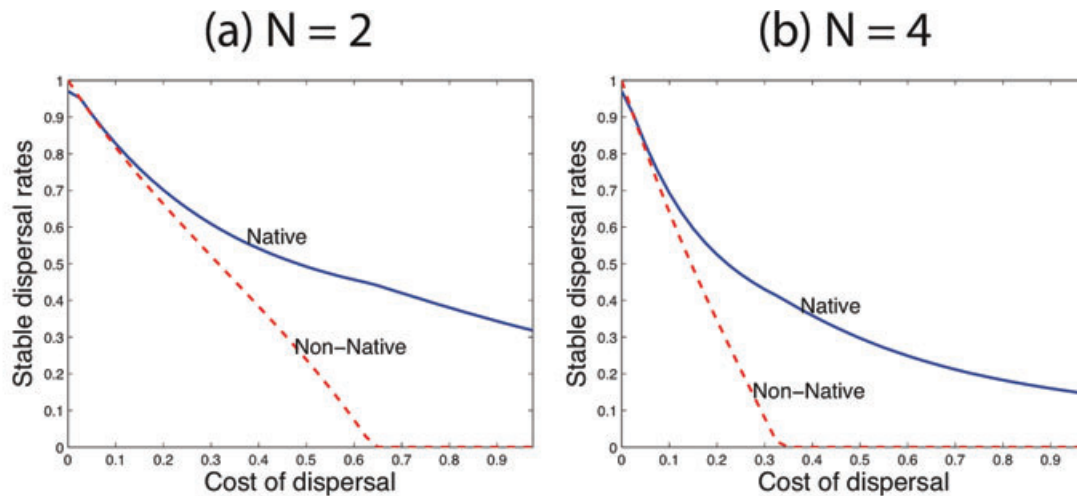 (a) N = 2
1
0.9
0.8
0.7
0.6
0.5
0.4
0.3
0.2
0.1
0
Stable dispersal rates
Native
Non−Native
0 0.1 0.2 0.3 0.4 0.5 0.6 0.7 0.8 0.9
Cost of dispersal
(b) N = 4
1
0.9
0.8
0.7
0.6
0.5
0.4
0.3
0.2
0.1
0
Stable dispersal rates
Native
Non−Native
0 0.1 0.2 0.3 0.4 0.5 0.6 0.7 0.8 0.9
Cost of dispersal